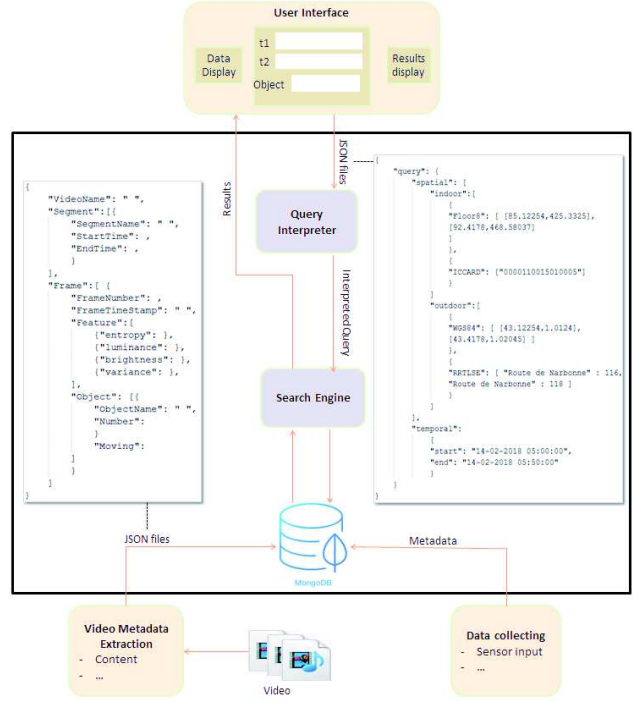 User Interface
Data
Display
t1
t2
Object
Results
display
JSON files
Results
{
"VideoName": " ",
"Segment":[{
"SegmentName": " ",
"StartTime": ,
"EndTime": ,
}
],
"Frame":[ {
"FrameNumber": ,
"FrameTimeStamp": " ",
"Feature":[
{"entropy": },
{"luminance": },
{"brightness": },
{"variance": },
],
"Object": [{
"ObjectName": " ",
"Number":
}
"Moving":
]
}
]
}
Query
Interpreter
Interpreted Query
Search Engine
{
"query": {
"spatial": [
"indoor":[
{
"Floor8": [ [85.12254,425.3325],
[92.4178,468.58037]
]
},
{
"ICCARD": ["0000110015010005"]
}
]
"outdoor":[
{
"WGS84": [ [43.12254,1.0124],
[43.4178,1.02045] ]
},
{
"RRTLSE": [ "Route de Narbonne" : 116,
"Route de Narbonne" : 118 ]
}
]
],
"temporal":
{
"start": "14-02-2018 05:00:00",
"end": "14-02-2018 05:50:00"
}
}
}
JSON files
Metadata
MongoDB
Video Metadata
Extraction
- Content
- ...
Video
Data collecting
- Sensor input
- ...